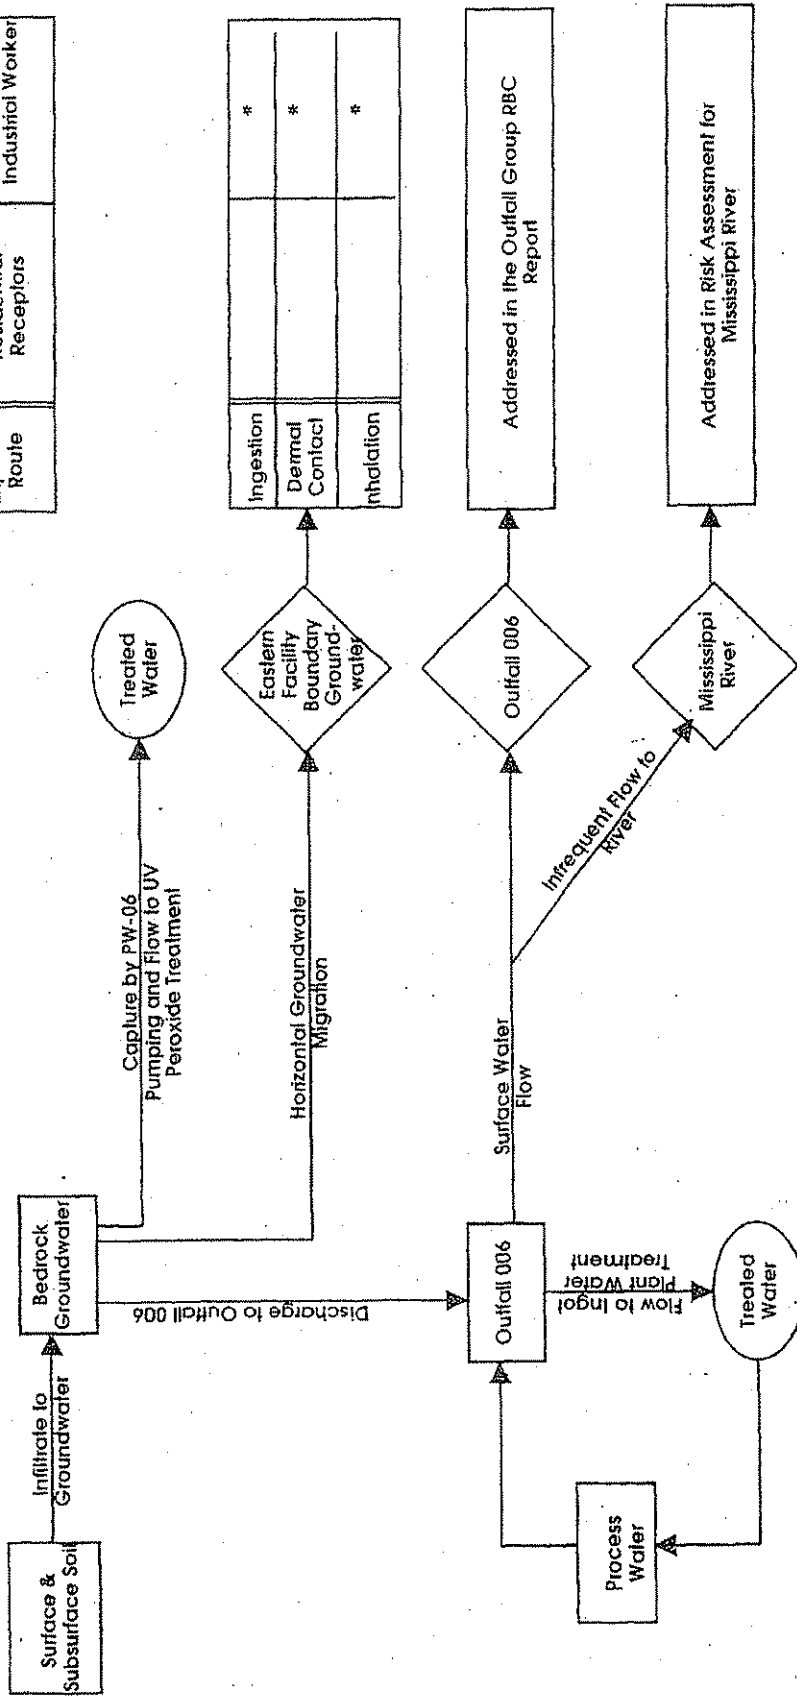 Route
Receptors
Industrial Worker
Surface &
Subsurface Soil
Infiltrate to
Groundwater
Bedrock
Groundwater
Capture by PW-06
Pumping and Flow to UV
Peroxide Treatment
Treated
Water
Discharge to Outfall 006
Horizontal Groundwater
Migration
Eastern
Facility
Boundary
Ground-
water
Ingestion *
Dermal
Contact *
nhalation *
Process
Water
Outfall 006
Surface Water
Flow
Outfall 006
Addressed in the Outfall Group RBC
Report
Flow to Ingot
Plant Water
Treatment
Infrequent Flow to
River
Treated
Water
Mississippi
River
Addressed in Risk Assessment for
Mississippi River